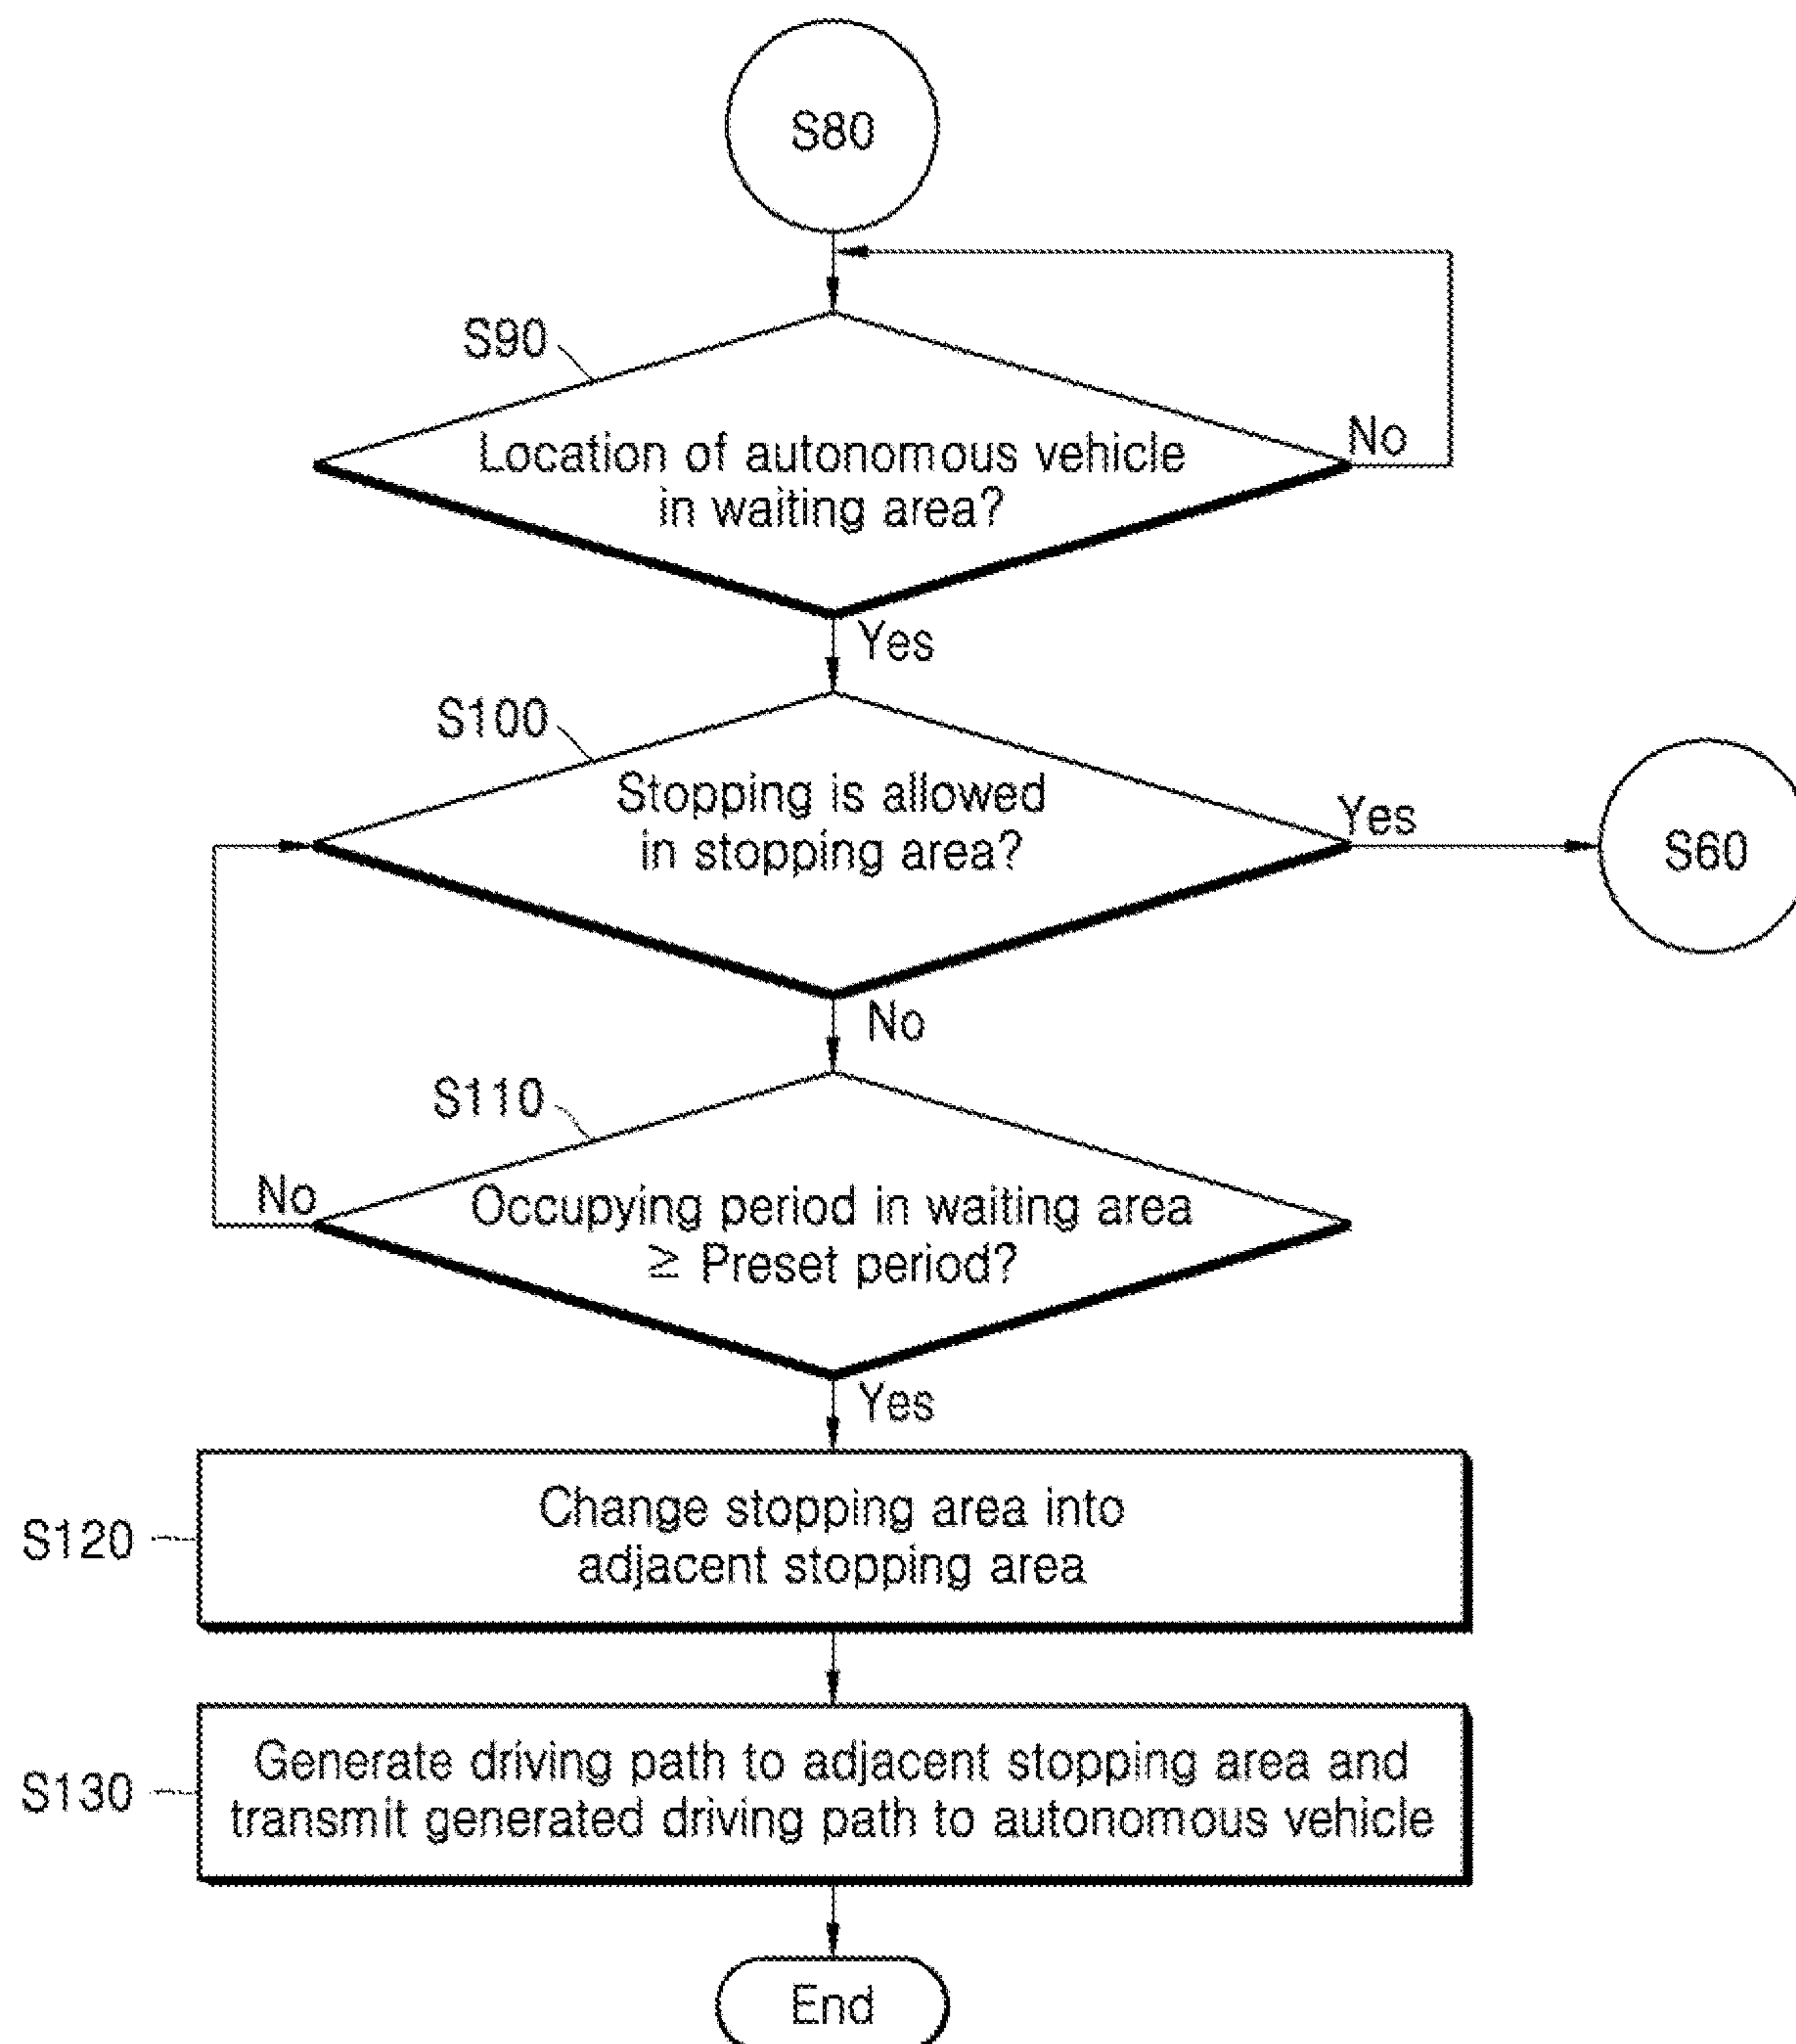 S80
S90
Location of autonomous vehicle
in waiting area?
No
Yes
S100
Stopping is allowed
in stopping area?
Yes
S60
No
S110
Occupying period in waiting area
≥ Preset period?
No
Yes
S120
Change stopping area into
adjacent stopping area
S130
Generate driving path to adjacent stopping area and
transmit generated driving path to autonomous vehicle
End